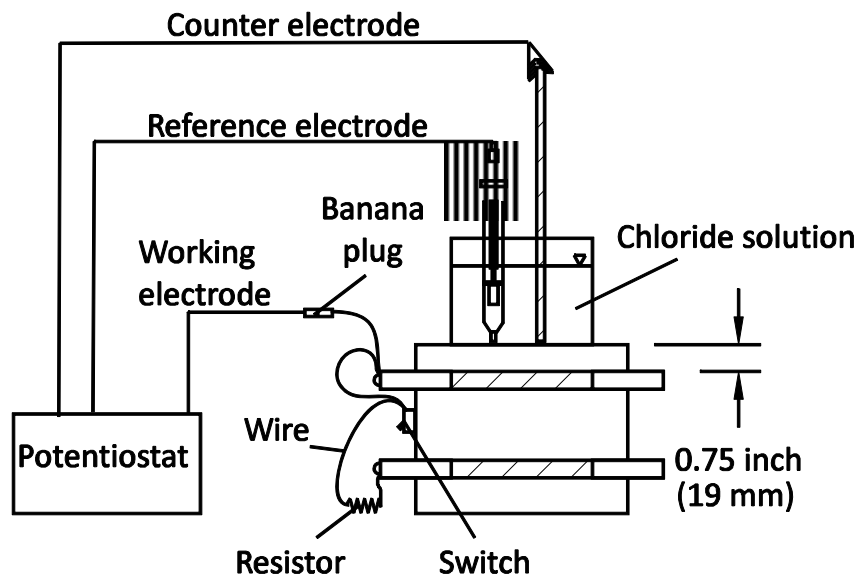 Counter electrode
Reference electrode
Banana
plug
Working
electrode
Chloride solution
Wire
Potentiostat
0.75 inch
(19 mm)
Resistor
Switch